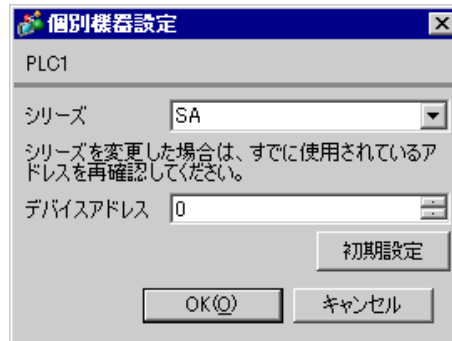 個別機器設定
PLC1
シリーズ SA
シリーズを変更した場合は、すでに使用されているア
ドレスを再確認してください。
デバイスアドレス 0
初期設定
OK(O) キャンセル